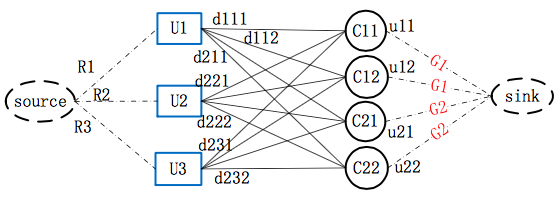 source
R1
R2
R3
U1
U2
U3
d111
d112
d211
d221
d222
d231
d232
C11
C12
C21
C22
u11
u12
u21
u22
G1
G1
G2
G2
sink